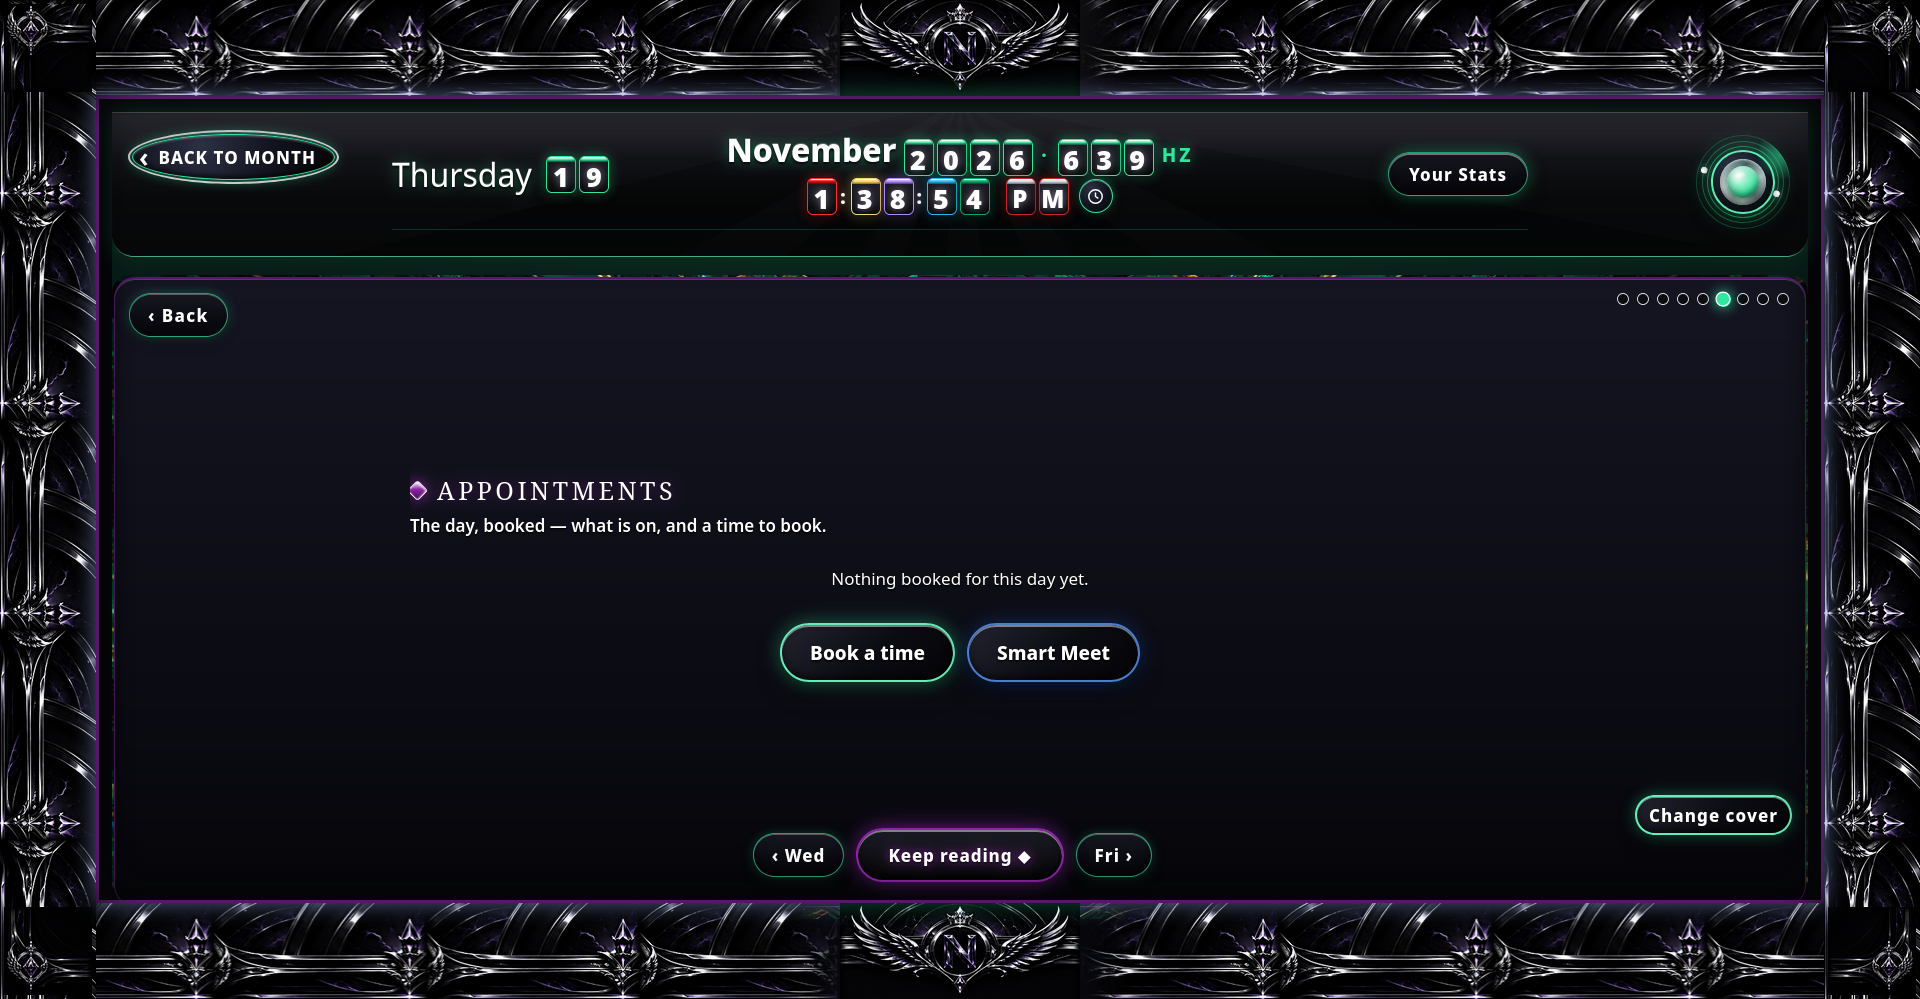 ‹ BACK TO MONTH
Thursday 19
November 2026 · 639 HZ
1:38:54 PM
Your Stats
‹ Back
APPOINTMENTS
The day, booked — what is on, and a time to book.
Nothing booked for this day yet.
Book a time
Smart Meet
Change cover
‹ Wed
Keep reading ◆
Fri ›
N
N